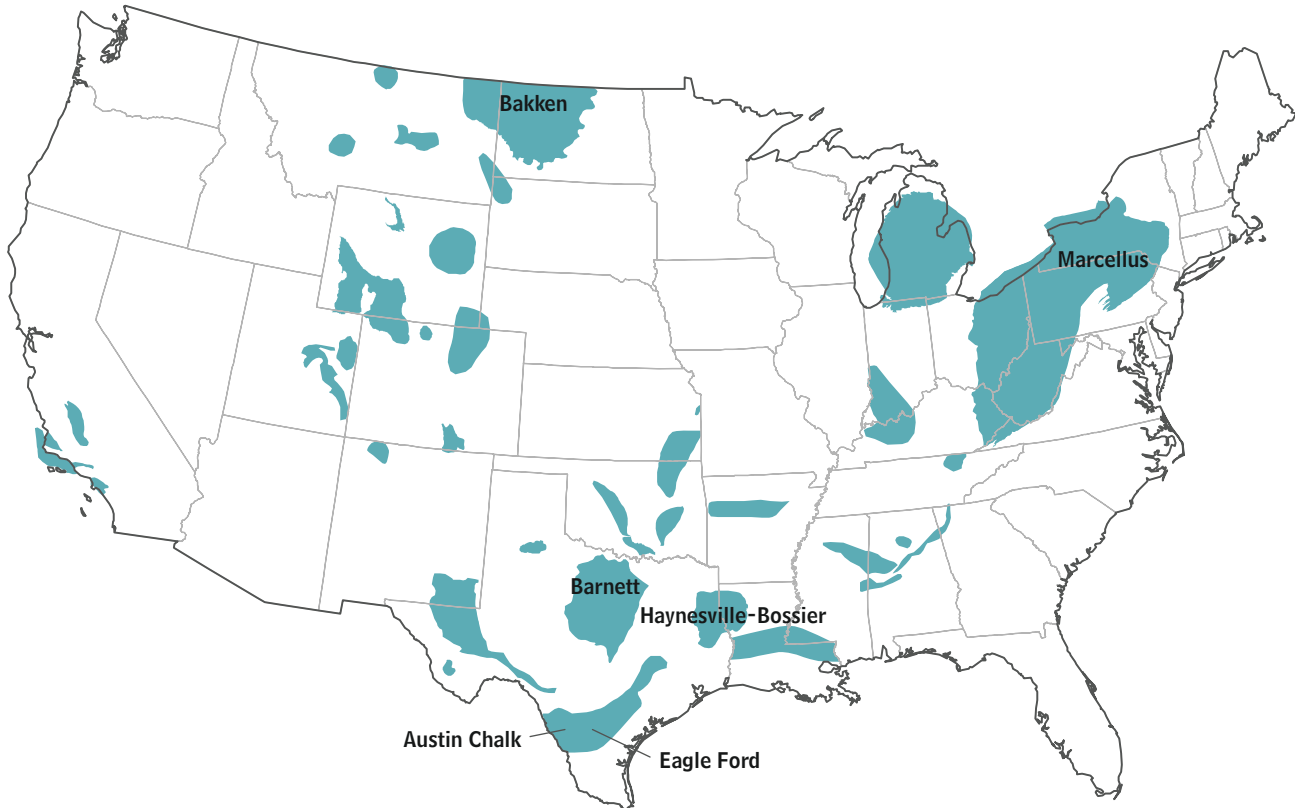 Bakken
Marcellus
Barnett
Haynesville-Bossier
Austin Chalk
Eagle Ford